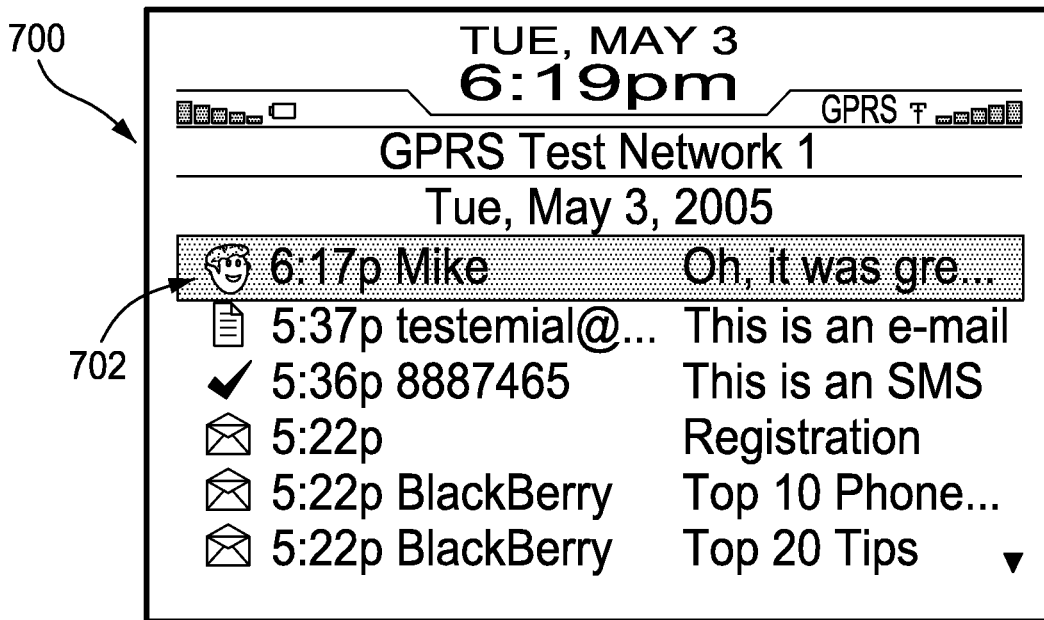 700
TUE, MAY 3
6:19pm
GPRS
GPRS Test Network 1
Tue, May 3, 2005
6:17p Mike Oh, it was gre...
702
5:37p testemial@... This is an e-mail
5:36p 8887465 This is an SMS
5:22p Registration
5:22p BlackBerry Top 10 Phone...
5:22p BlackBerry Top 20 Tips